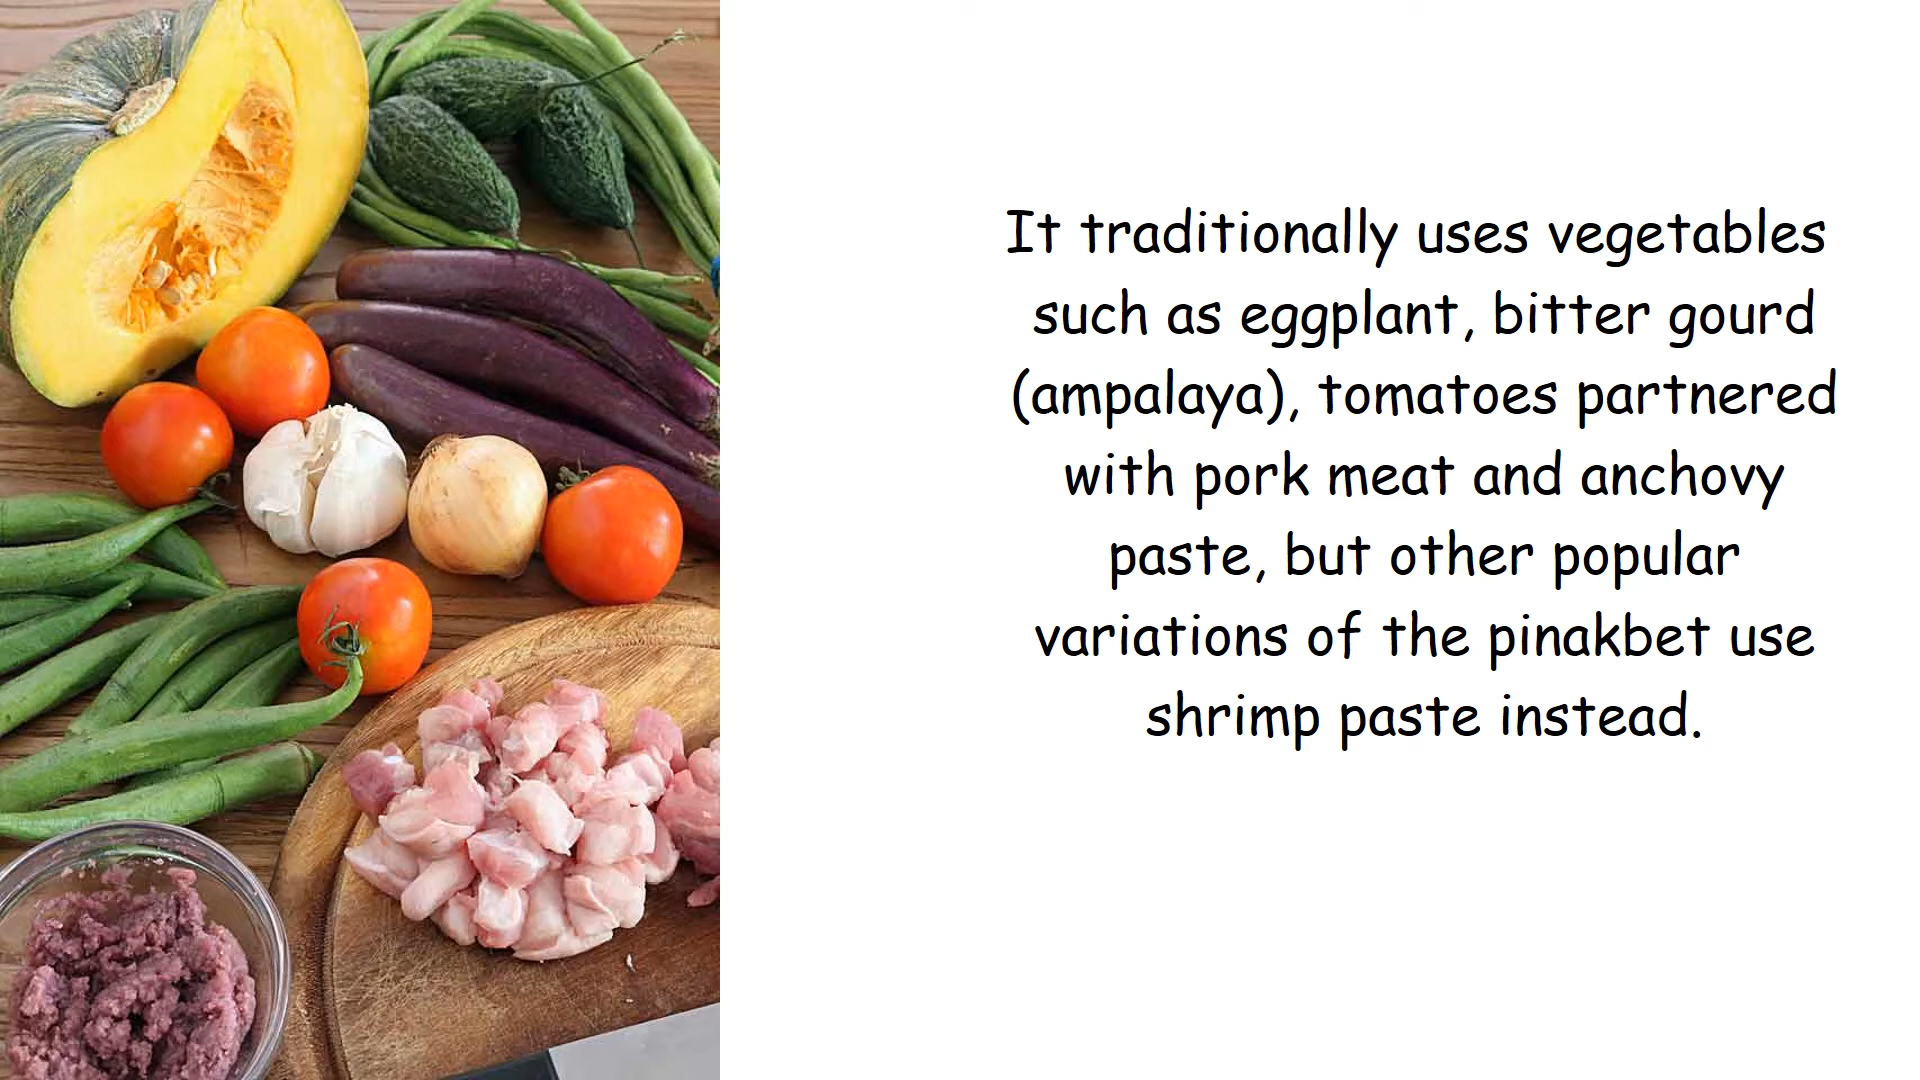 It traditionally uses vegetables
such as eggplant, bitter gourd
(ampalaya), tomatoes partnered
with pork meat and anchovy
paste, but other popular
variations of the pinakbet use
shrimp paste instead.